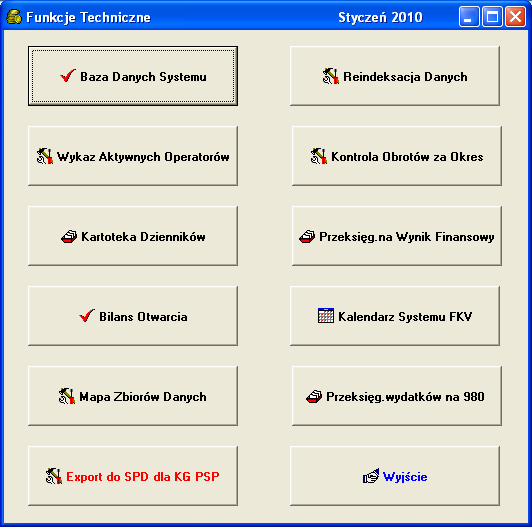 Funkcje Techniczne Styczeń 2010
Baza Danych Systemu
Reindeksacja Danych
Wykaz Aktywnych Operatorów
Kontrola Obrotów za Okres
Kartoteka Dzienników
Przeksięg.na Wynik Finansowy
Bilans Otwarcia
Kalendarz Systemu FKV
Mapa Zbiorów Danych
Przeksięg.wydatków na 980
Export do SPD dla KG PSP
Wyjście